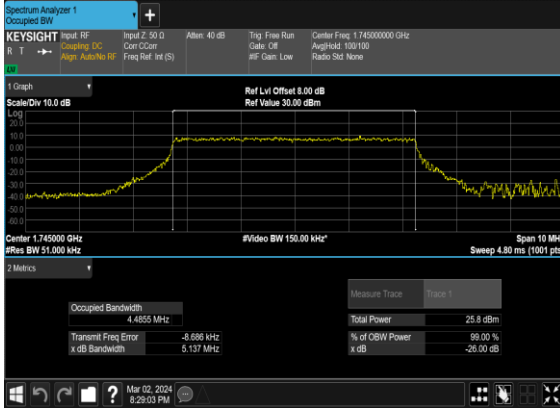 Spectrum Analyzer 1
Occupied BW
+
KEYSIGHT Input: RF Input Z: 50 Ω Atten: 40 dB Trig: Free Run Center Freq: 1.745000000 GHz
R T Coupling: DC Corr CCorr Gate: Off Avg|Hold: 100/100
Align: Auto/No RF Freq Ref: Int (S) #IF Gain: Low Radio Std: None
LW
1 Graph
Ref Lvl Offset 8.00 dB
Scale/Div 10.0 dB Ref Value 30.00 dBm
Log
20.0
10.0
0.00
-10.0
-20.0
-30.0
-40.0
-50.0
-60.0
Center 1.745000 GHz #Video BW 150.00 kHz* Span 10 MH
#Res BW 51.000 kHz Sweep 4.80 ms (1001 pts
2 Metrics
Measure Trace Trace 1
Occupied Bandwidth
4.4855 MHz Total Power 25.8 dBm
Transmit Freq Error -8.686 kHz % of OBW Power 99.00 %
x dB Bandwidth 5.137 MHz x dB -26.00 dB
? Mar 02, 2024
8:29:03 PM